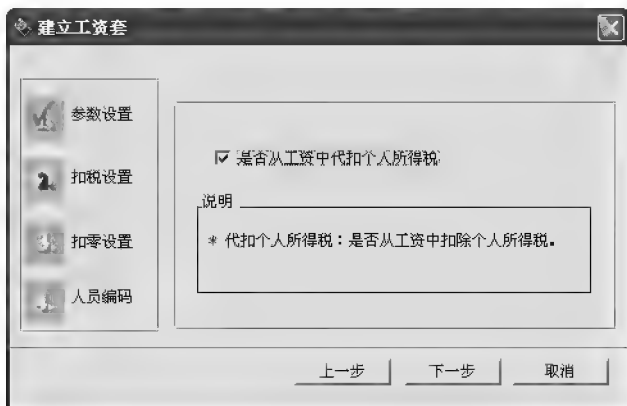 建立工资套
参数设置
扣税设置
扣零设置
人员编码
是否从工资中代扣个人所得税
说明
* 代扣个人所得税：是否从工资中扣除个人所得税。
上一步
下一步
取消